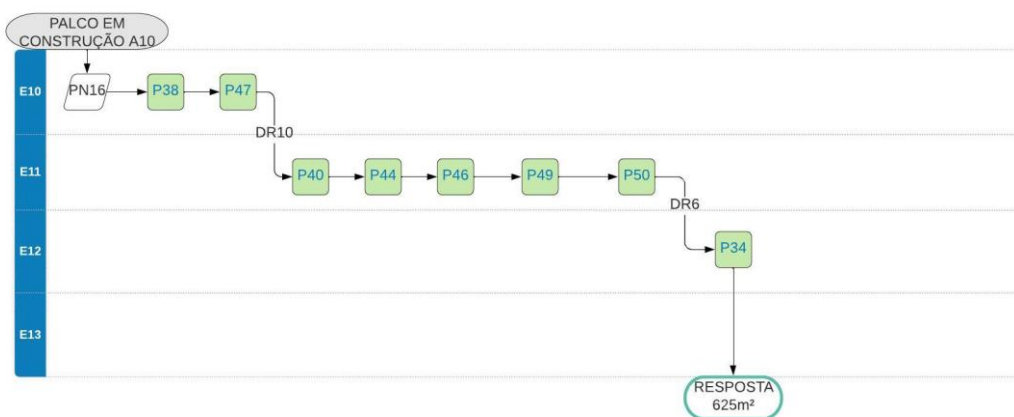 PALCO EM
CONSTRUÇÃO A10
E10
PN16
P38
P47
DR10
E11
P40
P44
P46
P49
P50
DR6
E12
P34
E13
RESPOSTA
625m²